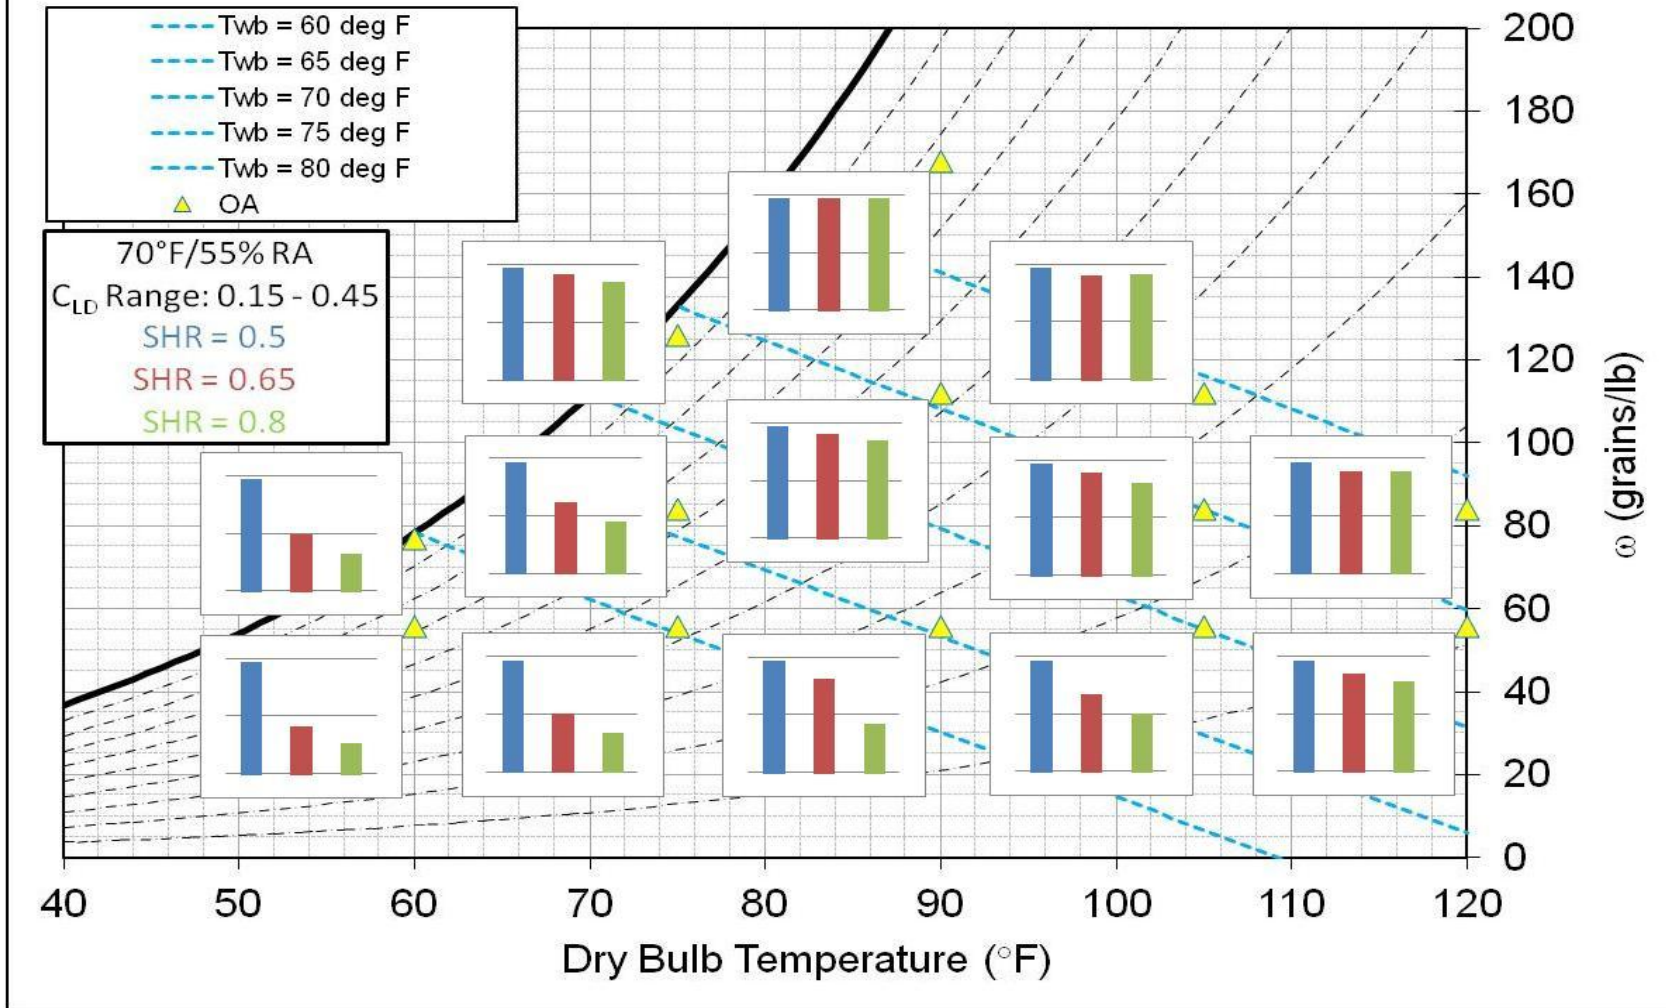 Twb = 60 deg F
Twb = 65 deg F
Twb = 70 deg F
Twb = 75 deg F
Twb = 80 deg F
OA
70°F/55% RA
C_LD Range: 0.15 - 0.45
SHR = 0.5
SHR = 0.65
SHR = 0.8
200
180
160
140
120
100
80
60
40
20
0
ω (grains/lb)
40 50 60 70 80 90 100 110 120
Dry Bulb Temperature (°F)